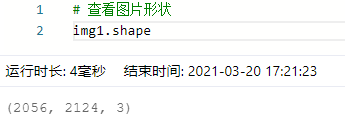 1 # 查看图片形状
2 img1.shape
运行时长: 4毫秒 结束时间: 2021-03-20 17:21:23
(2056, 2124, 3)